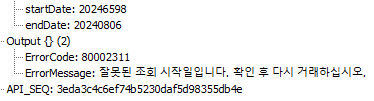 startDate: 20246598
endDate: 20240806
Output {} (2)
ErrorCode: 80002311
ErrorMessage: 잘못된 조회 시작일입니다. 확인 후 다시 거래하십시오.
API_SEQ: 3eda3c4c6ef74b5230daf5d98355db4e